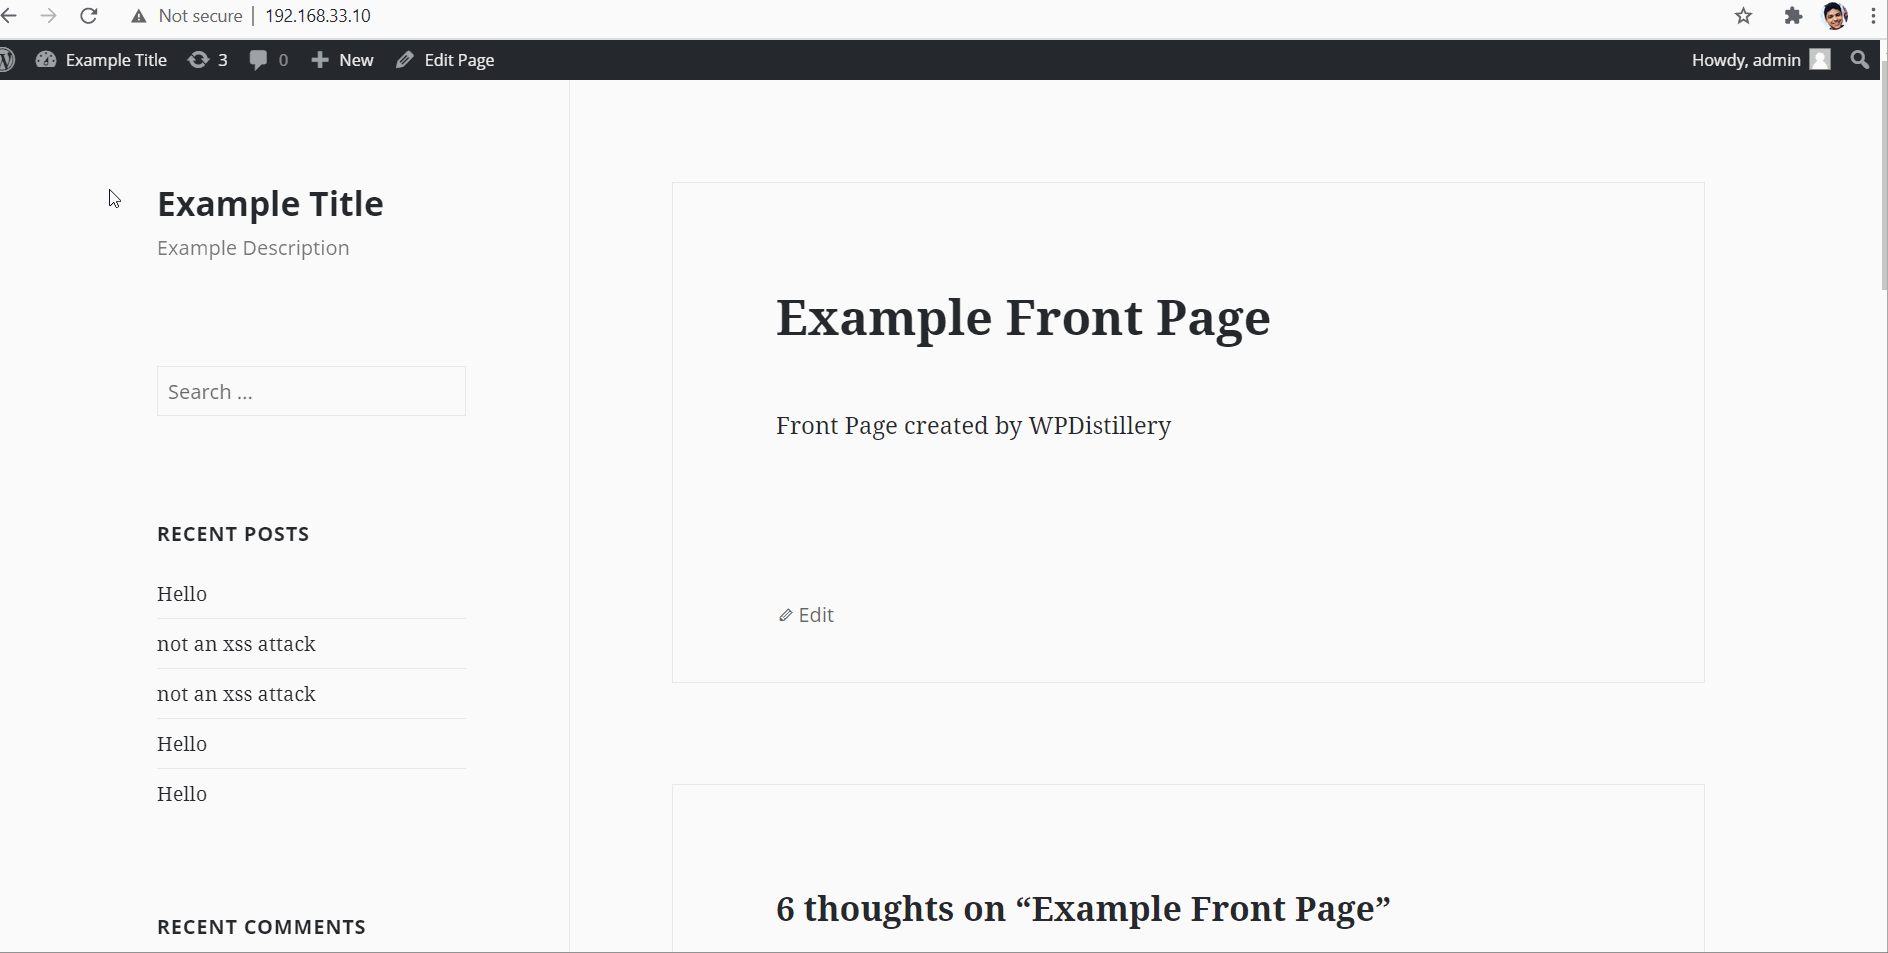 Not secure | 192.168.33.10
Example Title 3 0 New Edit Page Howdy, admin
Example Title
Example Description
Search ...
RECENT POSTS
Hello
not an xss attack
not an xss attack
Hello
Hello
RECENT COMMENTS
Example Front Page
Front Page created by WPDistillery
Edit
6 thoughts on “Example Front Page”